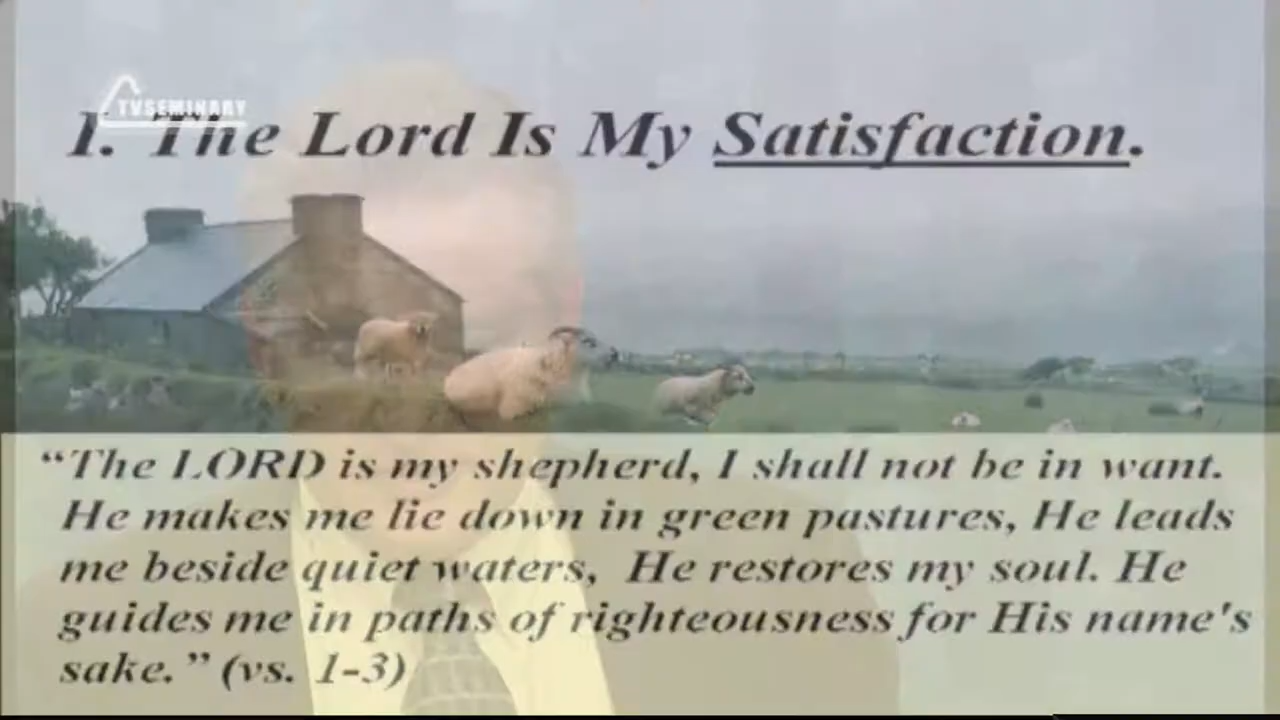 TVSEMINARY
I. The Lord Is My Satisfaction.
“The LORD is my shepherd, I shall not be in want.
He makes me lie down in green pastures, He leads
me beside quiet waters, He restores my soul. He
guides me in paths of righteousness for His name's
sake.” (vs. 1-3)